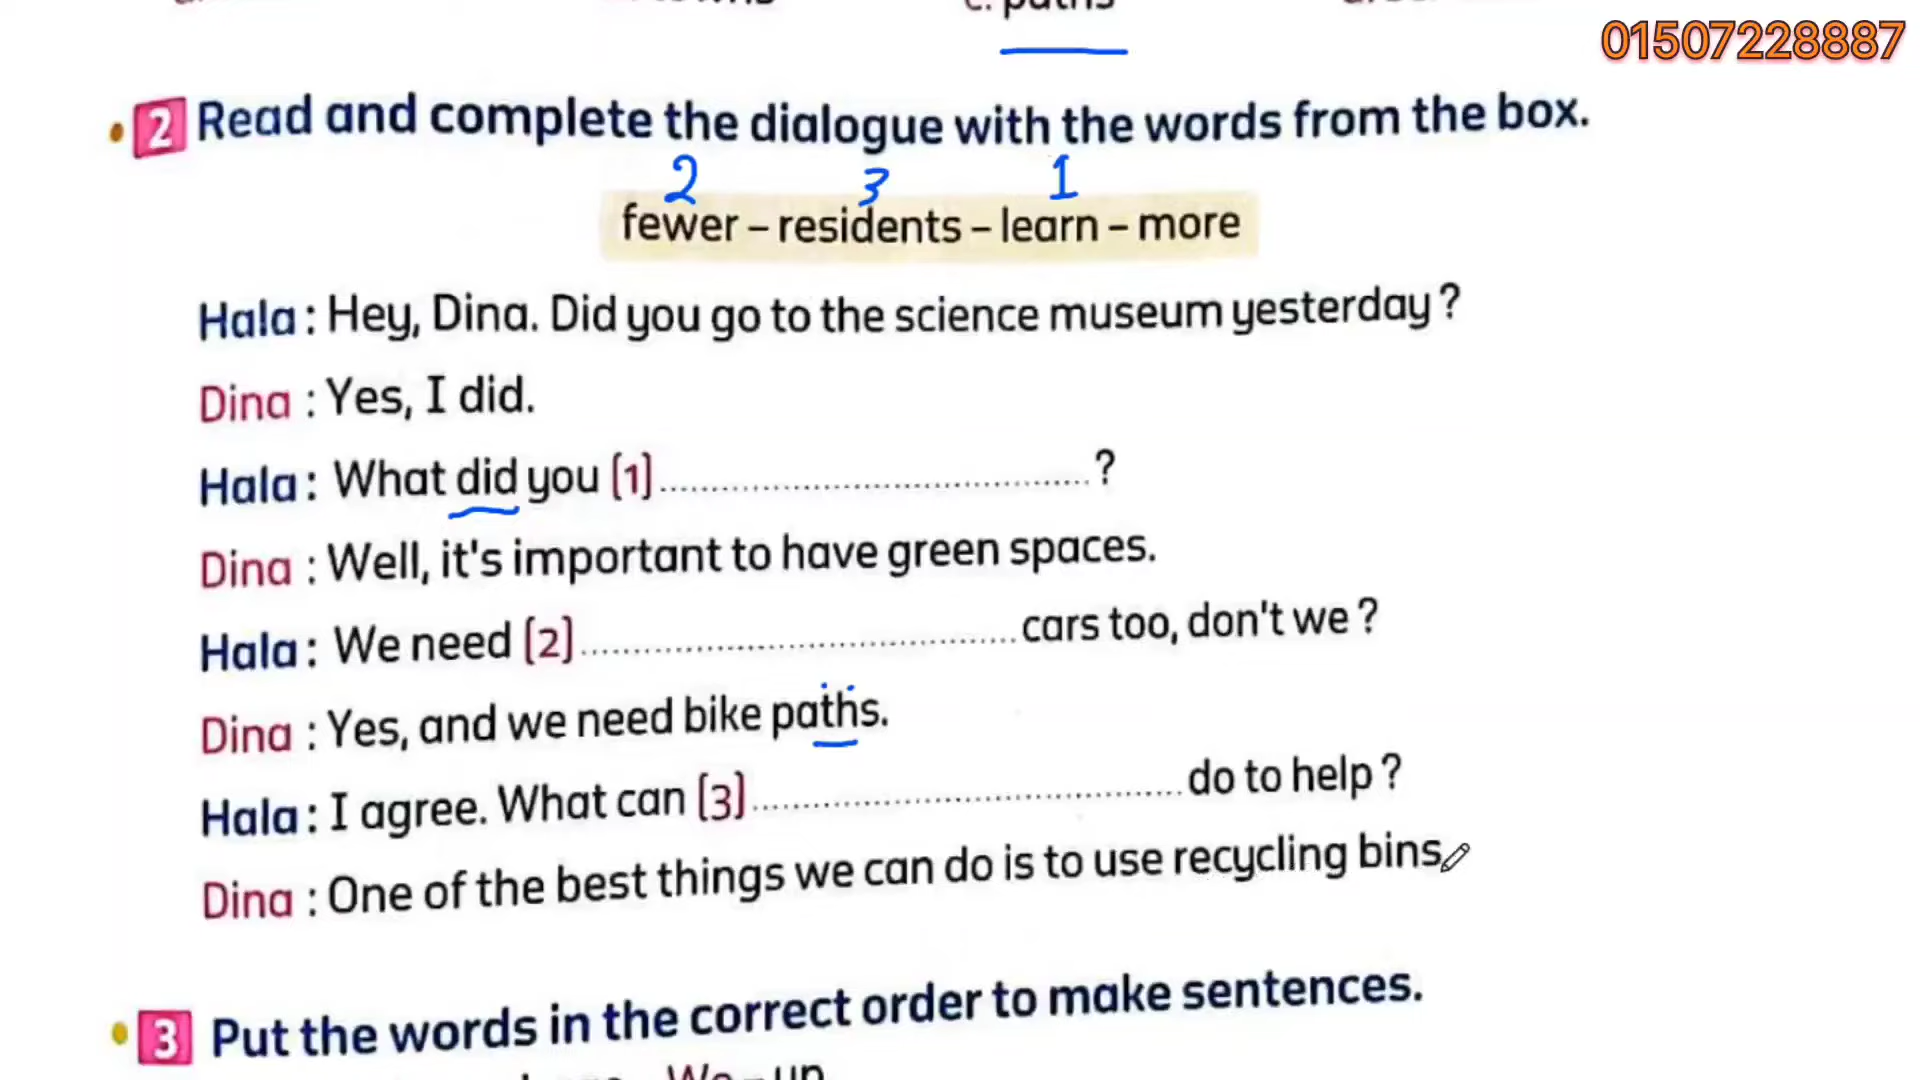 c. paths
01507228887
2 Read and complete the dialogue with the words from the box.
2 3 1
fewer – residents – learn – more
Hala : Hey, Dina. Did you go to the science museum yesterday ?
Dina : Yes, I did.
Hala : What did you (1) ........................................ ?
Dina : Well, it's important to have green spaces.
Hala : We need (2) ........................................ cars too, don't we ?
Dina : Yes, and we need bike paths.
Hala : I agree. What can (3) ........................................ do to help ?
Dina : One of the best things we can do is to use recycling bins
3 Put the words in the correct order to make sentences.
We – up